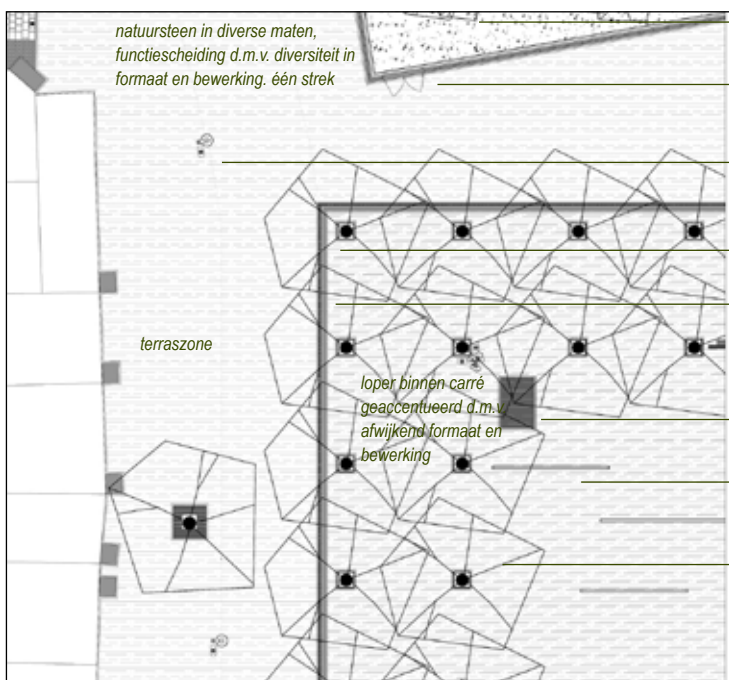 natuursteen in diverse maten,
functiescheiding d.m.v. diversiteit in
formaat en bewerking. één strek
terraszone
loper binnen carré
geaccentueerd d.m.v.
afwijkend formaat en
bewerking